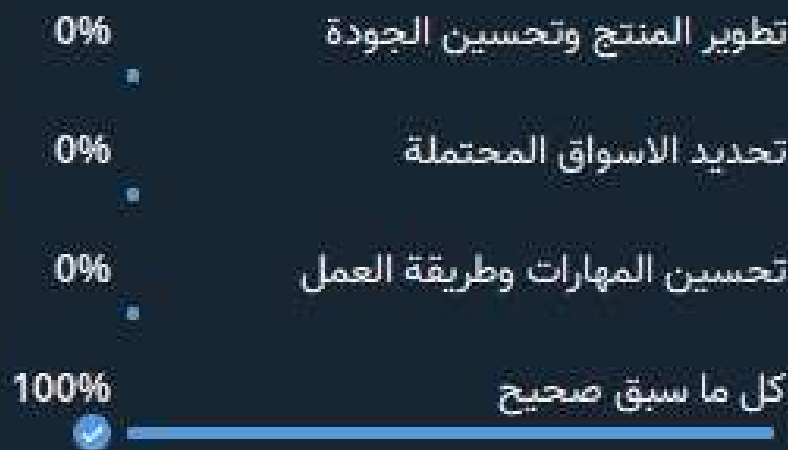 تطوير المنتج وتحسين الجودة 0%
تحديد الاسواق المحتملة 0%
تحسين المهارات وطريقة العمل 0%
كل ما سبق صحيح 100%